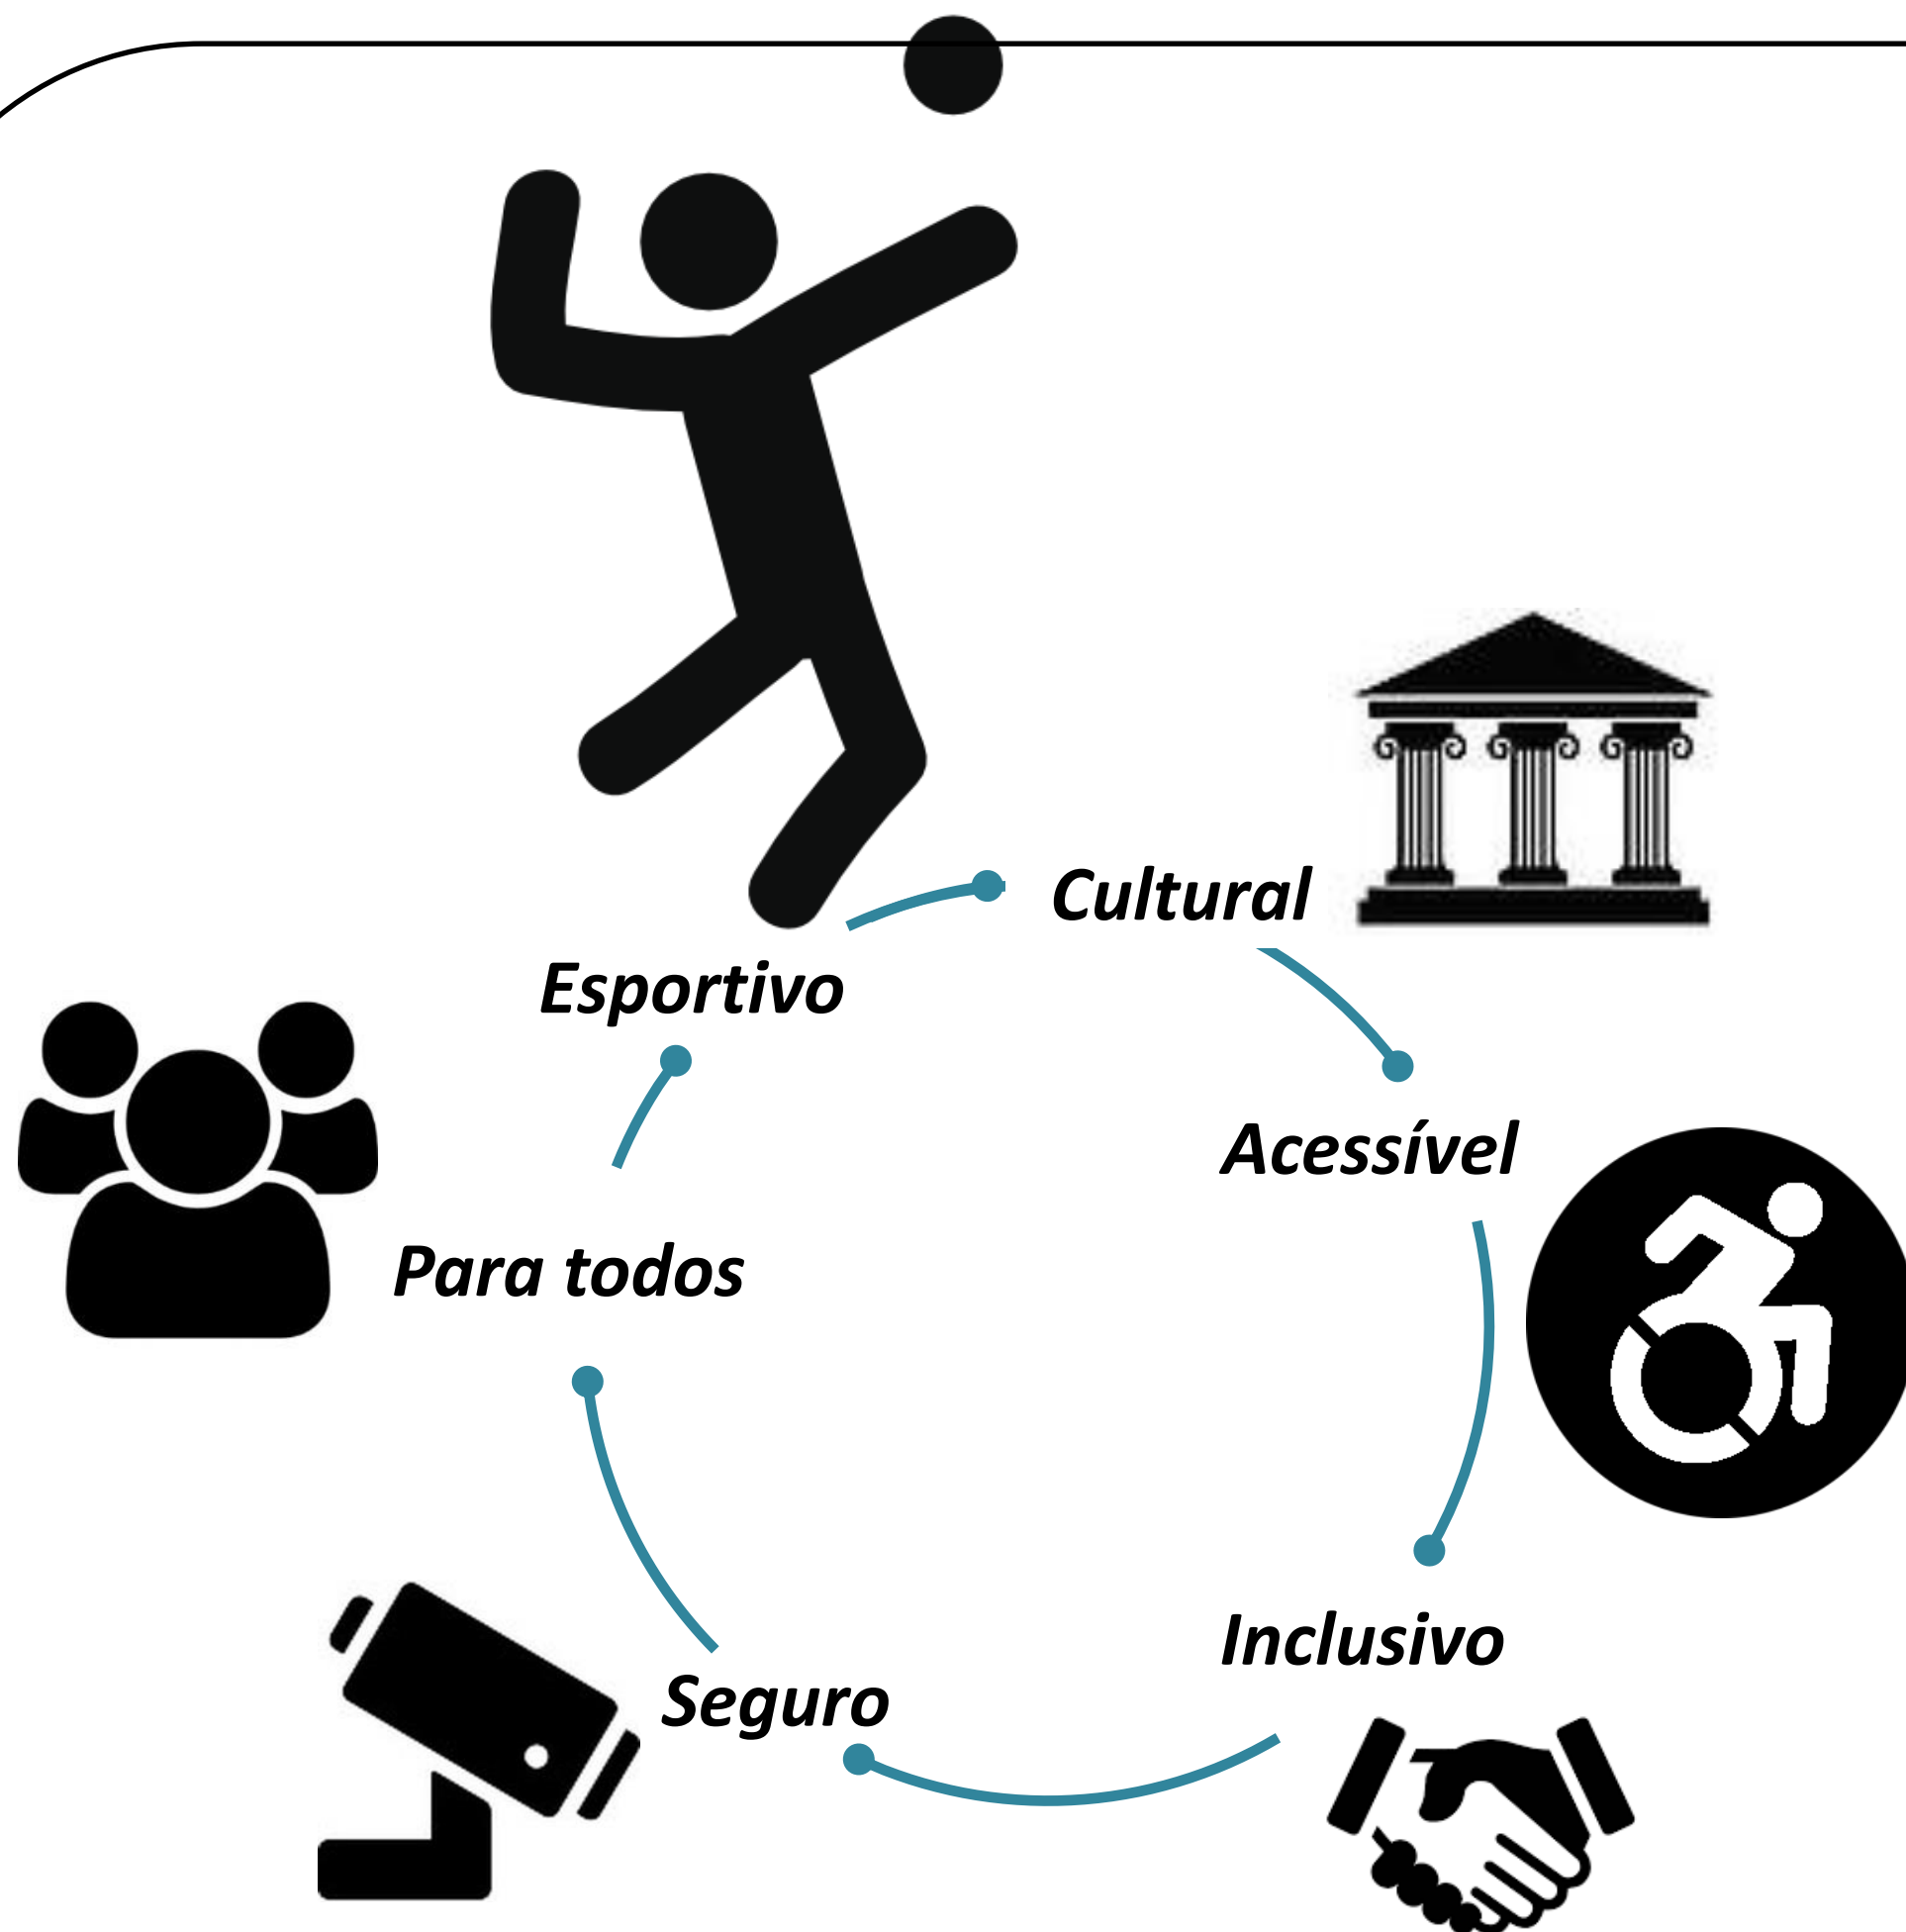 Cultural
Esportivo
Acessível
Para todos
Inclusivo
Seguro